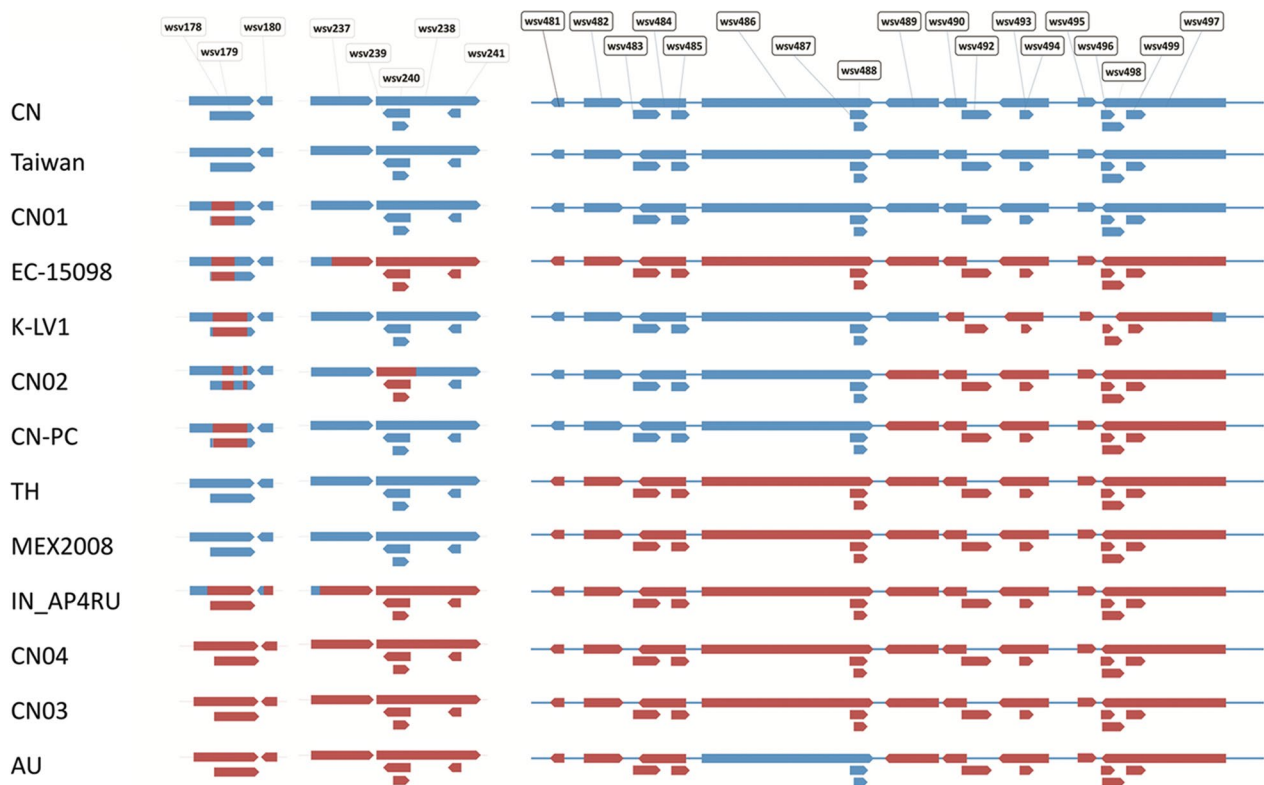 wsv178 wsv180 wsv237 wsv238 wsv481 wsv482 wsv484 wsv486 wsv489 wsv490 wsv493 wsv495 wsv497
wsv179 wsv239 wsv241 wsv483 wsv485 wsv487 wsv492 wsv494 wsv496 wsv499
wsv240 wsv488 wsv498
CN
Taiwan
CN01
EC-15098
K-LV1
CN02
CN-PC
TH
MEX2008
IN_AP4RU
CN04
CN03
AU